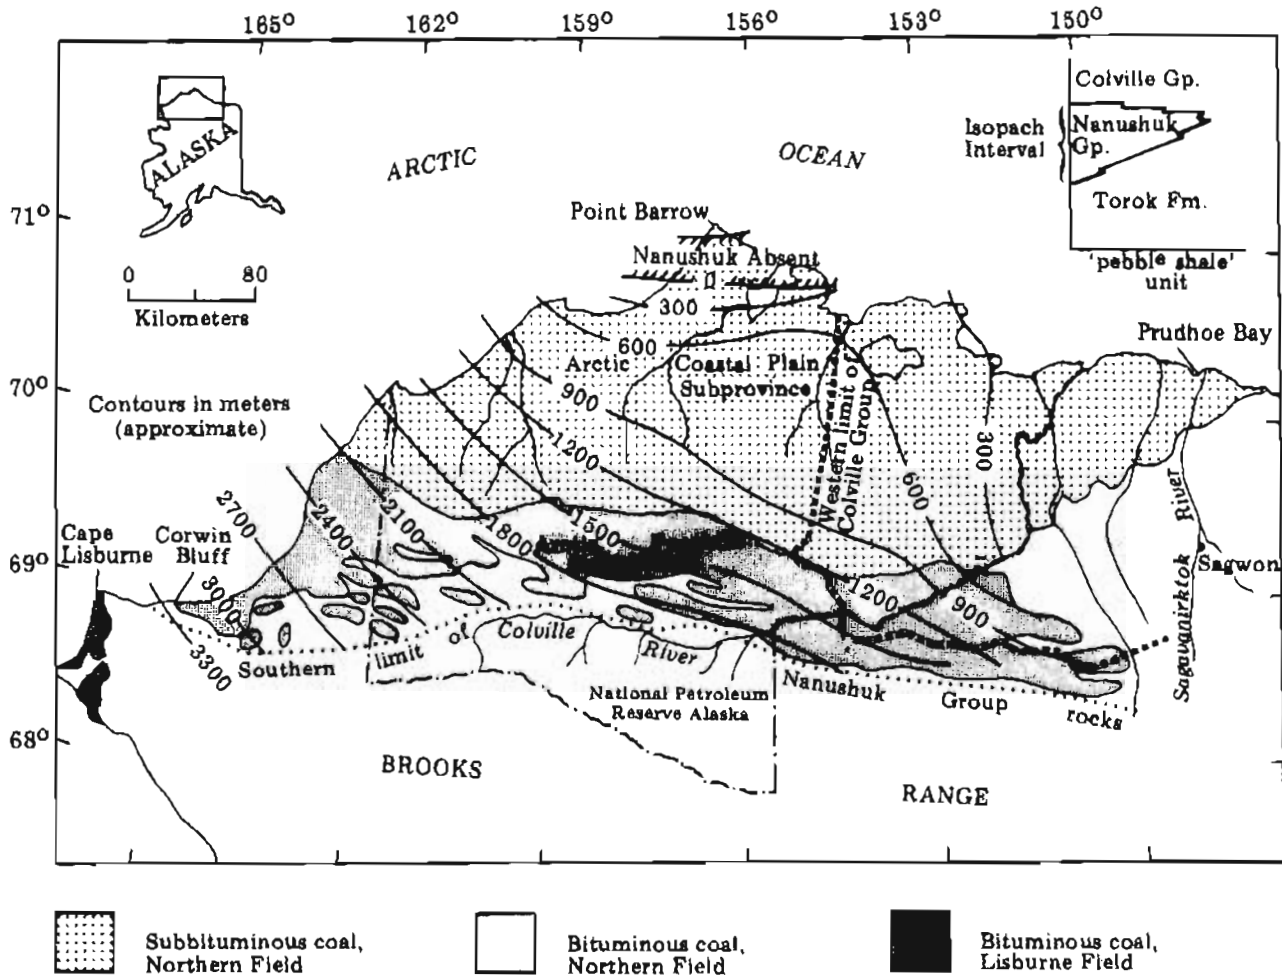 165° 162° 159° 156° 153° 150°
Colville Gp.
Isopach
Interval
Nanushuk
Gp.
Torok Fm.
'pebble shale'
unit
ALASKA
ARCTIC
OCEAN
71°
Point Barrow
Nanushuk Absent
0
0 80
Kilometers
300
Prudhoe Bay
600
Arctic
Coastal Plain
Subprovince
70°
Contours in meters
(approximate)
900
Western limit of
Colville Group
1200
300
600
2700
2400
2100
1800
1500
River
Sagavanirktok
Cape
Lisburne
Corwin
Bluff
69°
Sagwon
3000
1200
900
3300
Southern
limit
of
Colville
River
Nanushuk
Group
rocks
National Petroleum
Reserve Alaska
68°
BROOKS
RANGE
Subbituminous coal,
Northern Field
Bituminous coal,
Northern Field
Bituminous coal,
Lisburne Field